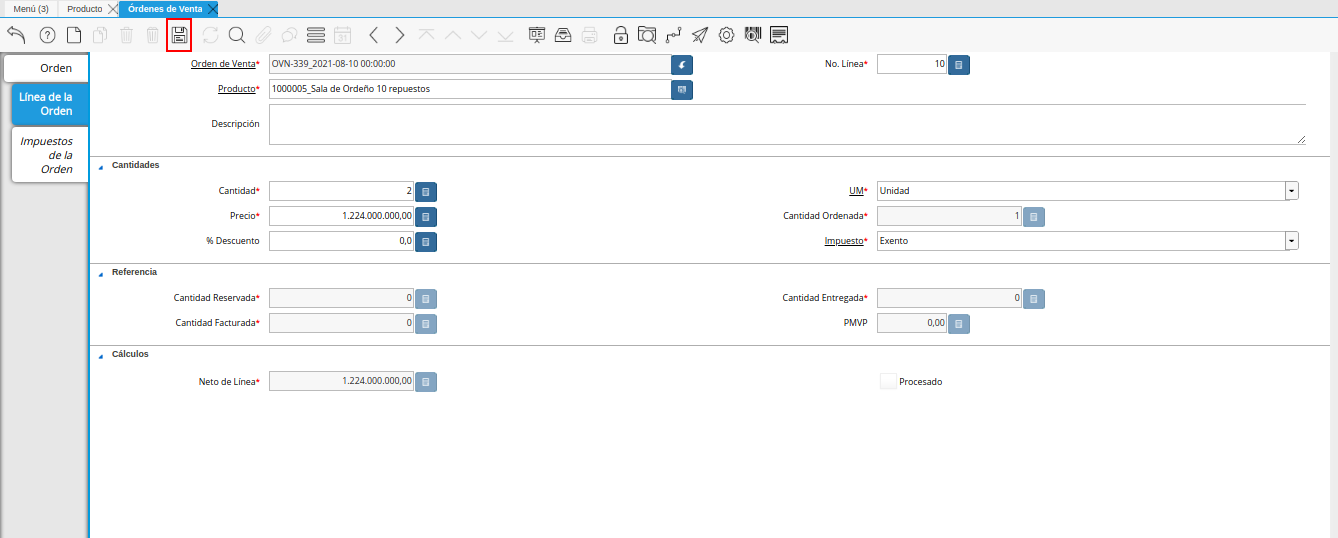 Menú (3) Producto Órdenes de Venta
31
Orden
Línea de la
Orden
Impuestos
de la
Orden
Orden de Venta* OVN-339_2021-08-10 00:00:00 No. Línea* 10
Producto* 1000005_Sala de Ordeño 10 repuestos
Descripción
Cantidades
Cantidad* 2 UM* Unidad
Precio* 1.224.000.000,00 Cantidad Ordenada* 1
% Descuento 0,0 Impuesto* Exento
Referencia
Cantidad Reservada* 0 Cantidad Entregada* 0
Cantidad Facturada* 0 PMVP 0,00
Cálculos
Neto de Línea* 1.224.000.000,00 Procesado